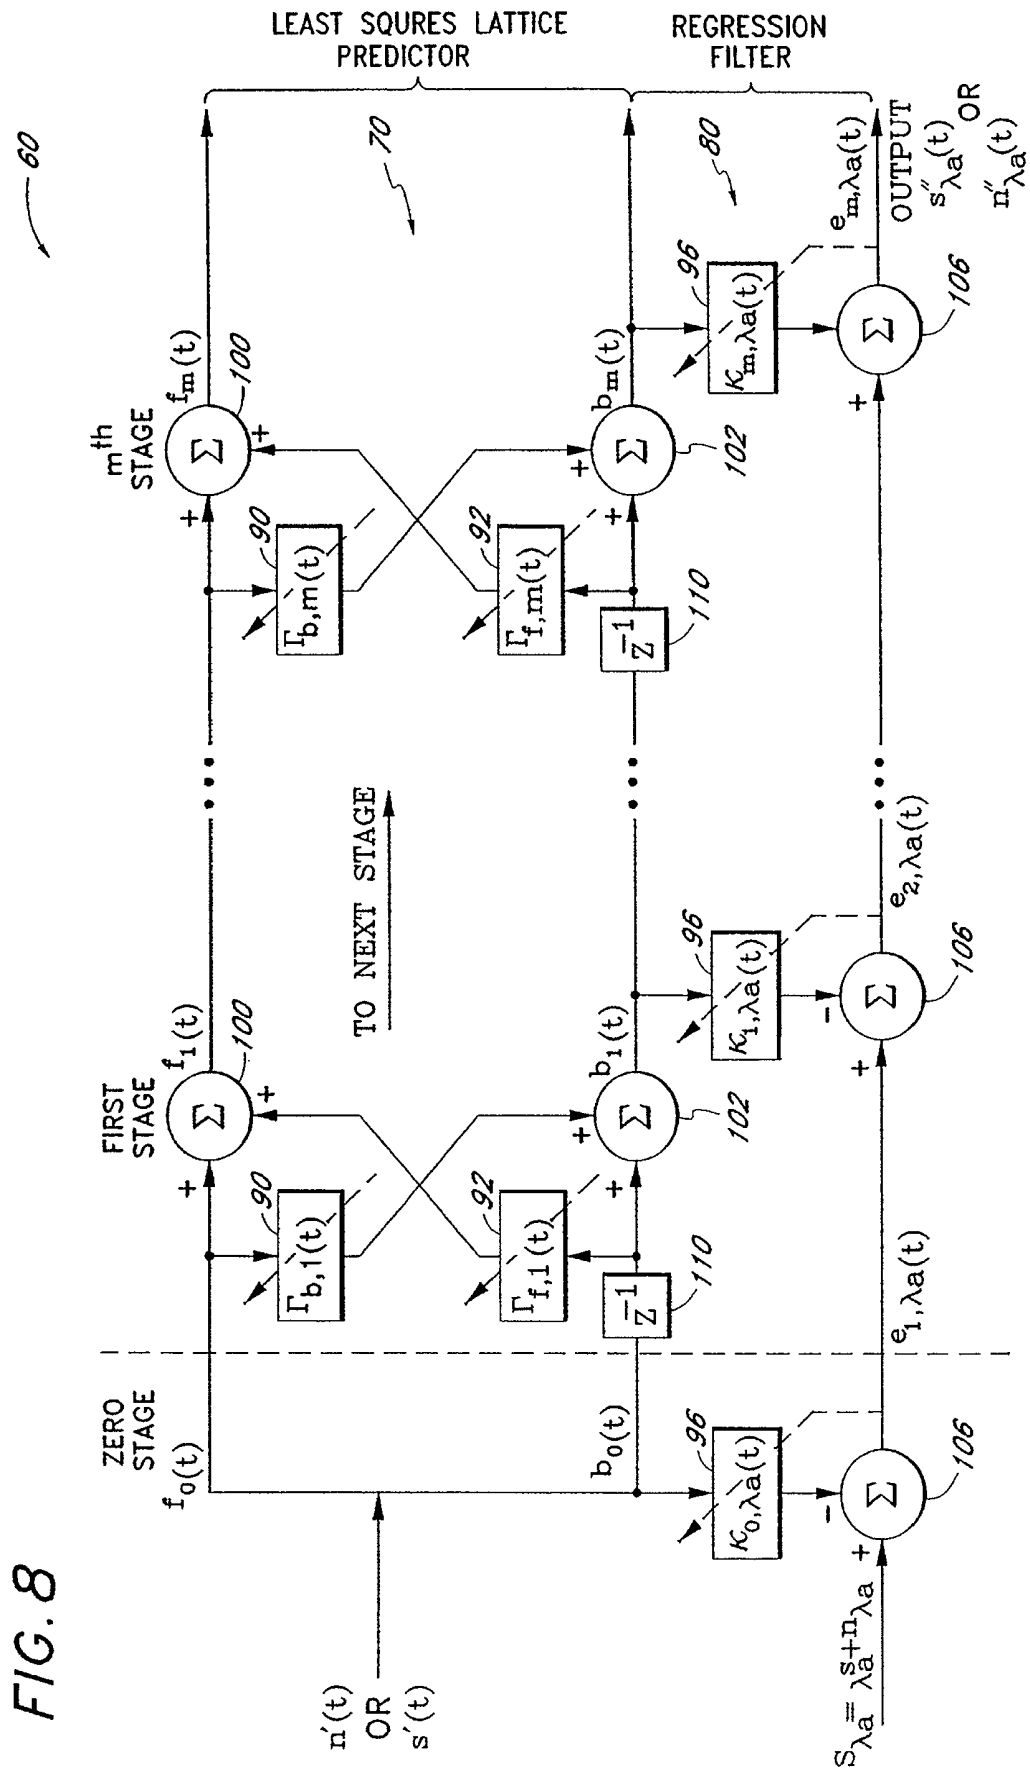 FIG. 8
60
LEAST SQURES LATTICE
PREDICTOR
REGRESSION
FILTER
70
80
ZERO
STAGE
FIRST
STAGE
mth
STAGE
f0(t)
f1(t)
fm(t)
100
100
90
Γb,1(t)
90
Γb,m(t)
+
+
+
+
n'(t)
OR
s'(t)
TO NEXT STAGE
92
Γf,1(t)
92
Γf,m(t)
b0(t)
b1(t)
bm(t)
Z-1
110
Z-1
110
+
+
+
+
Σ
Σ
Σ
Σ
102
102
96
κ0,λa(t)
96
κ1,λa(t)
96
κm,λa(t)
Sλa=λas+nλa
+
-
Σ
106
e1,λa(t)
+
-
Σ
106
e2,λa(t)
+
Σ
106
em,λa(t)
OUTPUT
s"λa(t)
OR
n"λa(t)